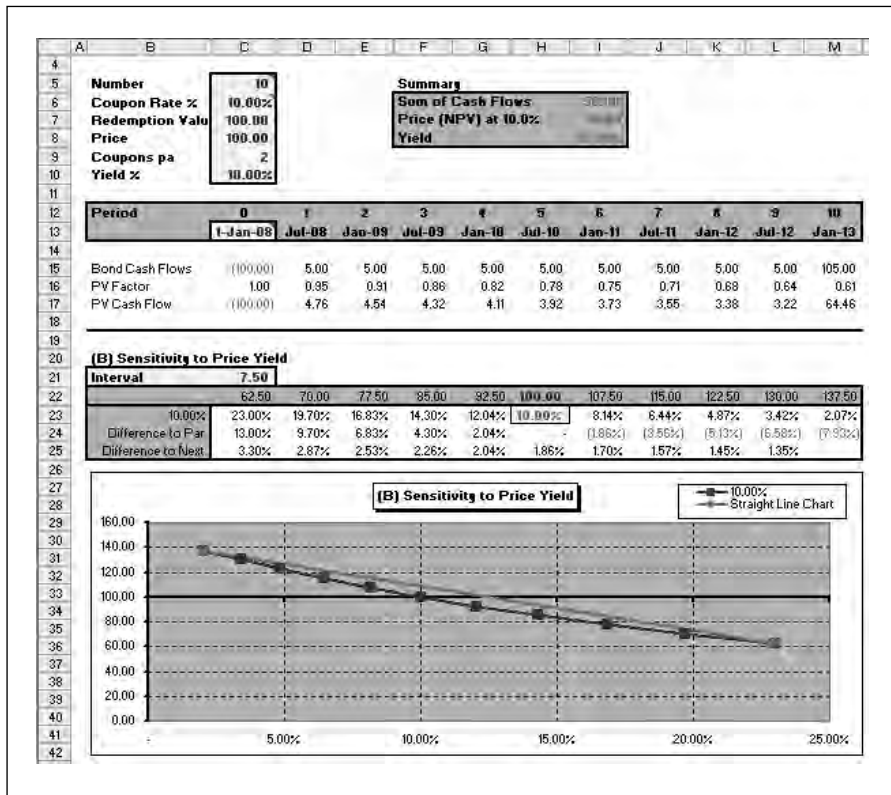 A B C D E F G H I J K L M
4
5 Number 10 Summary
6 Coupon Rate % 10.00% Sum of Cash Flows
7 Redemption Valu 100.00 Price (NPV) at 10.0%
8 Price 100.00 Yield
9 Coupons pa 2
10 Yield % 10.00%
11
12 Period 0 1 2 3 4 5 6 7 8 9 10
13 1-Jan-08 Jul-08 Jan-09 Jul-09 Jan-10 Jul-10 Jan-11 Jul-11 Jan-12 Jul-12 Jan-13
14
15 Bond Cash Flows (100.00) 5.00 5.00 5.00 5.00 5.00 5.00 5.00 5.00 5.00 105.00
16 PV Factor 1.00 0.95 0.91 0.86 0.82 0.78 0.75 0.71 0.68 0.64 0.61
17 PV Cash Flow (100.00) 4.76 4.54 4.32 4.11 3.92 3.73 3.55 3.38 3.22 64.46
18
19
20 (B) Sensitivity to Price Yield
21 Interval 7.50
22 62.50 70.00 77.50 85.00 92.50 100.00 107.50 115.00 122.50 130.00 137.50
23 10.00% 23.00% 19.70% 16.83% 14.30% 12.04% 10.00% 8.14% 6.44% 4.87% 3.42% 2.07%
24 Difference to Par 13.00% 9.70% 6.83% 4.30% 2.04% - (1.86%) (3.56%) (5.13%) (6.58%) (7.93%)
25 Difference to Next 3.30% 2.87% 2.53% 2.26% 2.04% 1.86% 1.70% 1.57% 1.45% 1.35%
26
27
28
29
30
31
32
33
34
35
36
37
38
39
40
41
42
(B) Sensitivity to Price Yield
10.00%
Straight Line Chart
160.00
140.00
120.00
100.00
80.00
60.00
40.00
20.00
0.00
- 5.00% 10.00% 15.00% 20.00% 25.00%